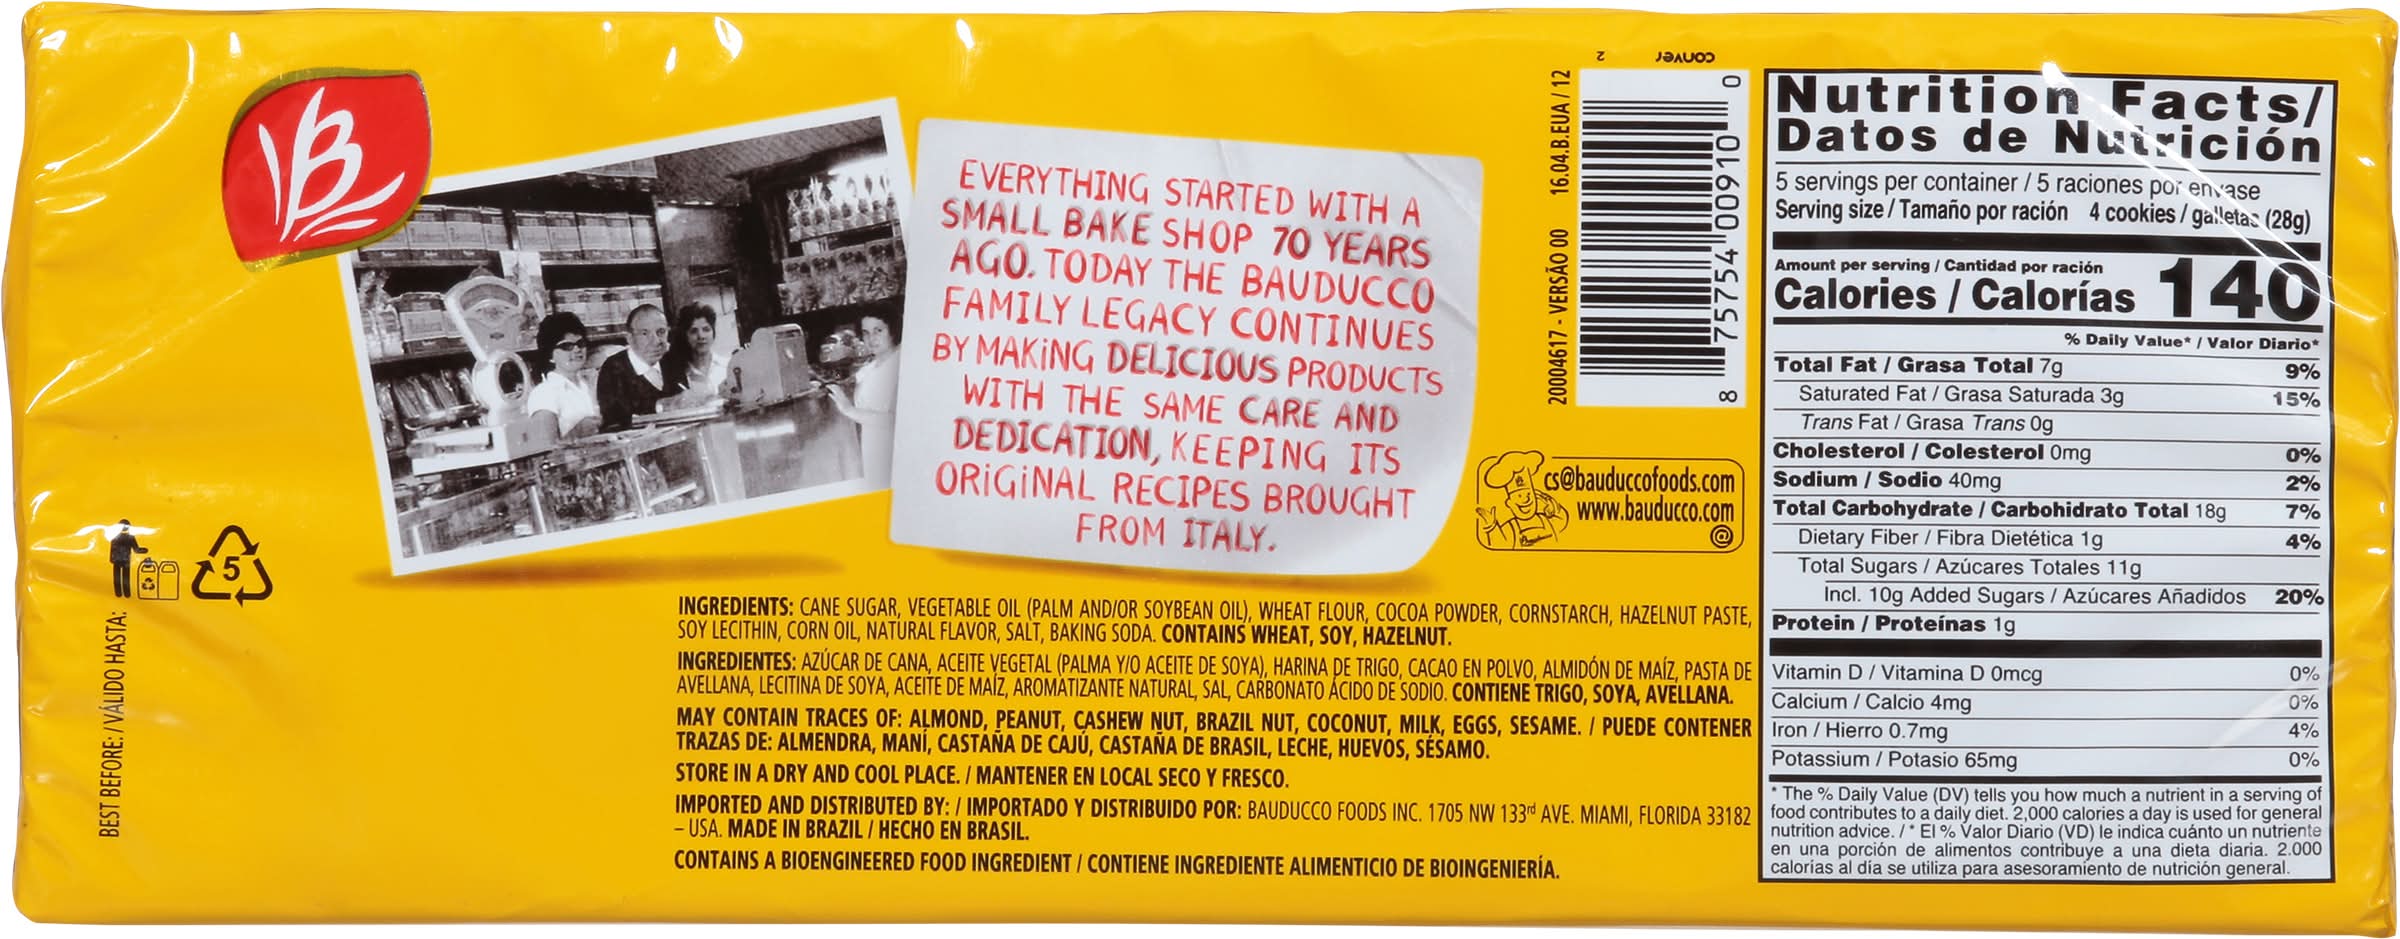 B
EVERYTHING STARTED WITH A
SMALL BAKE SHOP 70 YEARS
AGO. TODAY THE BAUDUCCO
FAMILY LEGACY CONTINUES
BY MAKING DELICIOUS PRODUCTS
WITH THE SAME CARE AND
DEDICATION, KEEPING ITS
ORIGINAL RECIPES BROUGHT
FROM ITALY.
5
BEST BEFORE: / VÁLIDO HASTA:
INGREDIENTS: CANE SUGAR, VEGETABLE OIL (PALM AND/OR SOYBEAN OIL), WHEAT FLOUR, COCOA POWDER, CORNSTARCH, HAZELNUT PASTE,
SOY LECITHIN, CORN OIL, NATURAL FLAVOR, SALT, BAKING SODA. CONTAINS WHEAT, SOY, HAZELNUT.
INGREDIENTES: AZÚCAR DE CANA, ACEITE VEGETAL (PALMA Y/O ACEITE DE SOYA), HARINA DE TRIGO, CACAO EN POLVO, ALMIDÓN DE MAÍZ, PASTA DE
AVELLANA, LECITINA DE SOYA, ACEITE DE MAÍZ, AROMATIZANTE NATURAL, SAL, CARBONATO ÁCIDO DE SODIO. CONTIENE TRIGO, SOYA, AVELLANA.
MAY CONTAIN TRACES OF: ALMOND, PEANUT, CASHEW NUT, BRAZIL NUT, COCONUT, MILK, EGGS, SESAME. / PUEDE CONTENER
TRAZAS DE: ALMENDRA, MANÍ, CASTAÑA DE CAJÚ, CASTAÑA DE BRASIL, LECHE, HUEVOS, SÉSAMO.
STORE IN A DRY AND COOL PLACE. / MANTENER EN LOCAL SECO Y FRESCO.
IMPORTED AND DISTRIBUTED BY: / IMPORTADO Y DISTRIBUIDO POR: BAUDUCCO FOODS INC. 1705 NW 133rd AVE. MIAMI, FLORIDA 33182
– USA. MADE IN BRAZIL / HECHO EN BRASIL.
CONTAINS A BIOENGINEERED FOOD INGREDIENT / CONTIENE INGREDIENTE ALIMENTICIO DE BIOINGENIERÍA.
2 conver
20004617 - VERSÃO 00 16.04.B.EUA / 12
8 75754 00910 0
cs@bauduccofoods.com
www.bauducco.com
@
Nutrition Facts/
Datos de Nutrición
5 servings per container / 5 raciones por envase
Serving size / Tamaño por ración 4 cookies / galletas (28g)
Amount per serving / Cantidad por ración
Calories / Calorías 140
% Daily Value* / Valor Diario*
Total Fat / Grasa Total 7g 9%
Saturated Fat / Grasa Saturada 3g 15%
Trans Fat / Grasa Trans 0g
Cholesterol / Colesterol 0mg 0%
Sodium / Sodio 40mg 2%
Total Carbohydrate / Carbohidrato Total 18g 7%
Dietary Fiber / Fibra Dietética 1g 4%
Total Sugars / Azúcares Totales 11g
Incl. 10g Added Sugars / Azúcares Añadidos 20%
Protein / Proteínas 1g
Vitamin D / Vitamina D 0mcg 0%
Calcium / Calcio 4mg 0%
Iron / Hierro 0.7mg 4%
Potassium / Potasio 65mg 0%
* The % Daily Value (DV) tells you how much a nutrient in a serving of
food contributes to a daily diet. 2,000 calories a day is used for general
nutrition advice. / * El % Valor Diario (VD) le indica cuánto un nutriente
en una porción de alimentos contribuye a una dieta diaria. 2.000
calorías al día se utiliza para asesoramiento de nutrición general.